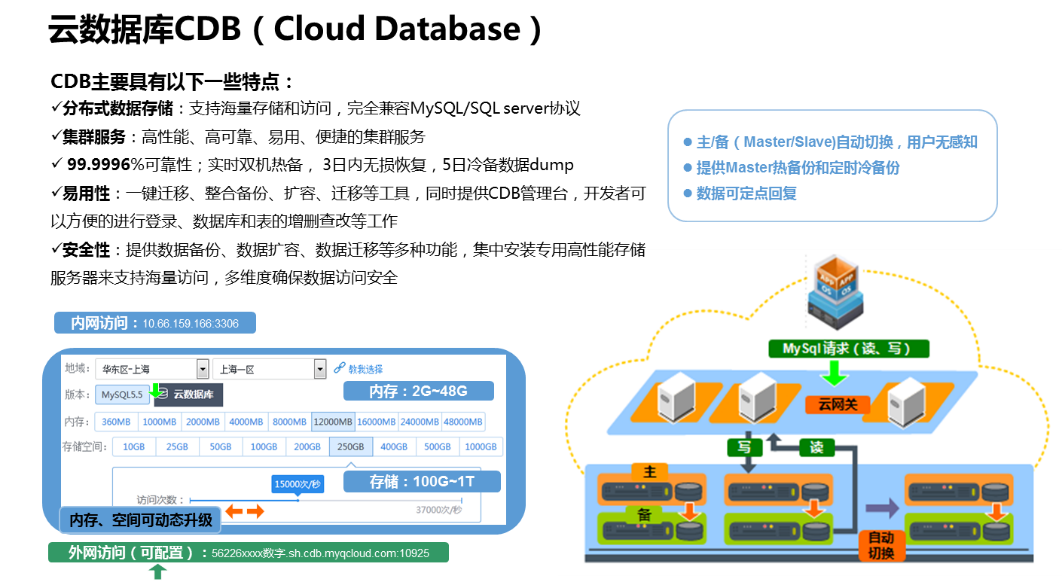 云数据库CDB（Cloud Database）
CDB主要具有以下一些特点：
✓分布式数据存储：支持海量存储和访问，完全兼容MySQL/SQL server协议
✓集群服务：高性能、高可靠、易用、便捷的集群服务
✓ 99.9996%可靠性；实时双机热备， 3日内无损恢复，5日冷备数据dump
✓易用性：一键迁移、整合备份、扩容、迁移等工具，同时提供CDB管理台，开发者可
以方便的进行登录、数据库和表的增删查改等工作
✓安全性：提供数据备份、数据扩容、数据迁移等多种功能，集中安装专用高性能存储
服务器来支持海量访问，多维度确保数据访问安全
● 主/备（Master/Slave)自动切换，用户无感知
● 提供Master热备份和定时冷备份
● 数据可定点回复
内网访问：10.66.159.166:3306
地域： 华东区-上海 上海一区 帮我选择
版本： MySQL5.5 云数据库
内存：2G~48G
内存： 360MB 1000MB 2000MB 4000MB 8000MB 12000MB 16000MB 24000MB 48000MB
存储空间： 10GB 25GB 50GB 100GB 200GB 250GB 400GB 500GB 1000GB
15000次/秒
存储：100G~1T
访问次数：
37000次/秒
内存、空间可动态升级
外网访问（可配置）：56226xxxx数字.sh.cdb.myqcloud.com:10925
APP APP
OS OS
MySql 请求（读、写）
云网关
写
读
主
备
自动
切换